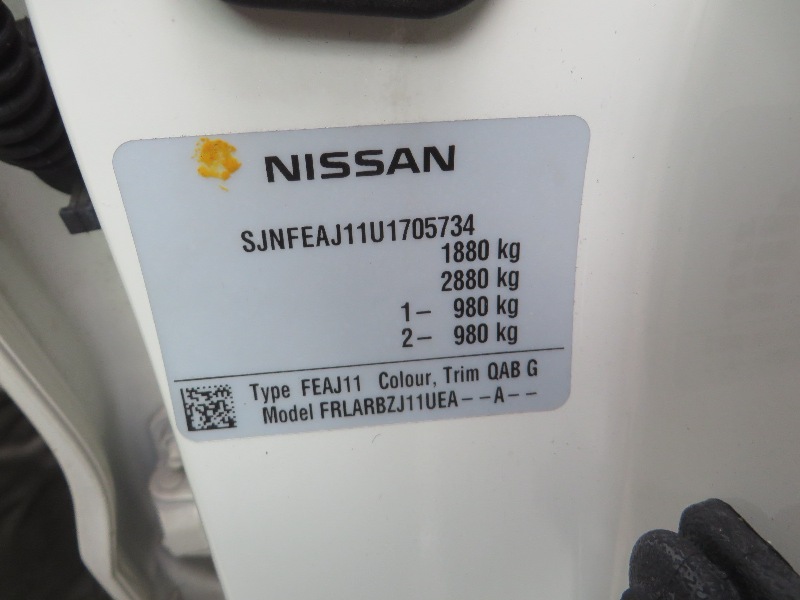 NISSAN
SJNFEAJ11U1705734
1880 kg
2880 kg
1– 980 kg
2– 980 kg
Type FEAJ11 Colour, Trim QAB G
Model FRLARBZJ11UEA--A--